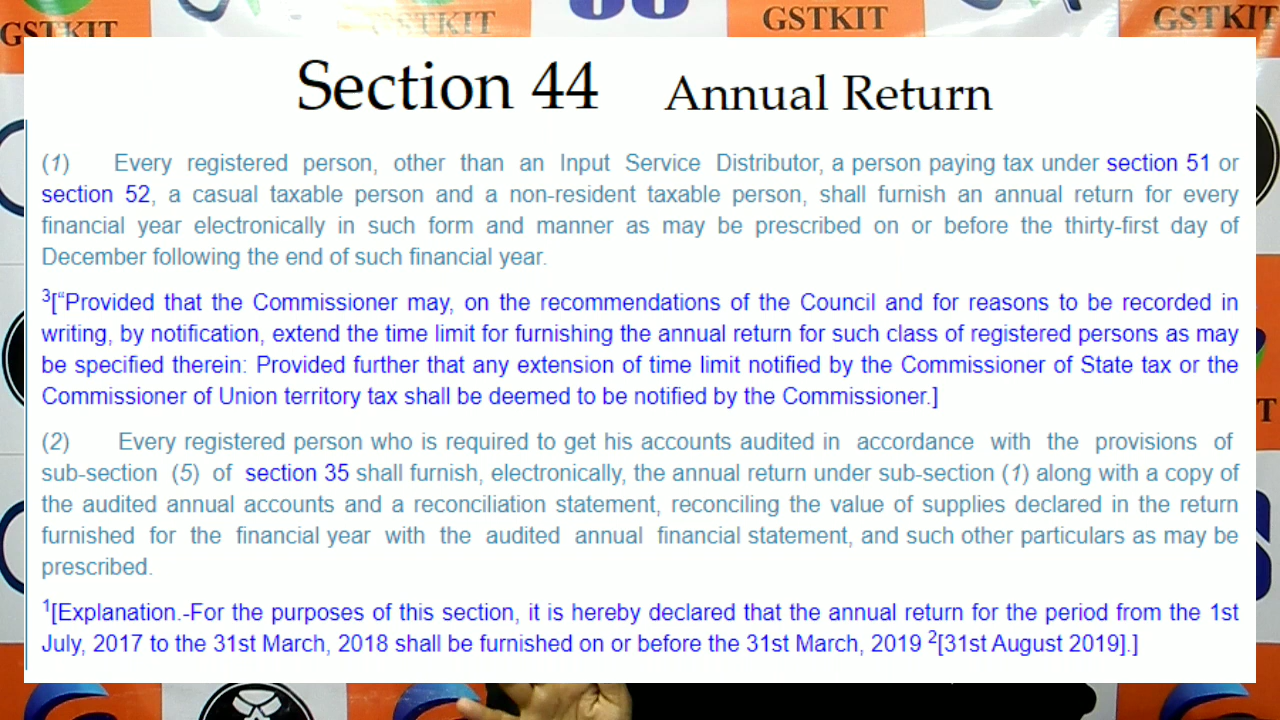 GSTKIT
GSTKIT
GSTKIT
GSTKIT
Section 44 Annual Return
(1) Every registered person, other than an Input Service Distributor, a person paying tax under section 51 or
section 52, a casual taxable person and a non-resident taxable person, shall furnish an annual return for every
financial year electronically in such form and manner as may be prescribed on or before the thirty-first day of
December following the end of such financial year.
3[“Provided that the Commissioner may, on the recommendations of the Council and for reasons to be recorded in
writing, by notification, extend the time limit for furnishing the annual return for such class of registered persons as may
be specified therein: Provided further that any extension of time limit notified by the Commissioner of State tax or the
Commissioner of Union territory tax shall be deemed to be notified by the Commissioner.]
(2) Every registered person who is required to get his accounts audited in accordance with the provisions of
sub-section (5) of section 35 shall furnish, electronically, the annual return under sub-section (1) along with a copy of
the audited annual accounts and a reconciliation statement, reconciling the value of supplies declared in the return
furnished for the financial year with the audited annual financial statement, and such other particulars as may be
prescribed.
1[Explanation.-For the purposes of this section, it is hereby declared that the annual return for the period from the 1st
July, 2017 to the 31st March, 2018 shall be furnished on or before the 31st March, 2019 2[31st August 2019].]